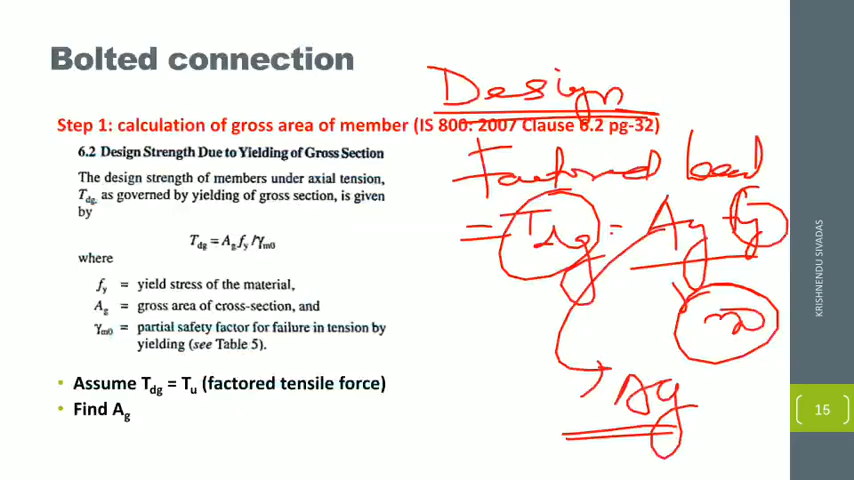 Bolted connection
Design
Step 1: calculation of gross area of member (IS 800: 2007 Clause 6.2 pg-32)
6.2 Design Strength Due to Yielding of Gross Section
The design strength of members under axial tension,
Tdg, as governed by yielding of gross section, is given
by
Tdg = Ag fy /γm0
where
fy = yield stress of the material,
Ag = gross area of cross-section, and
γm0 = partial safety factor for failure in tension by
yielding (see Table 5).
• Assume Tdg = Tu (factored tensile force)
• Find Ag
Factored load
= Tdg = Ag fy
γm0
Ag
KRISHNENDU SIVADAS
15